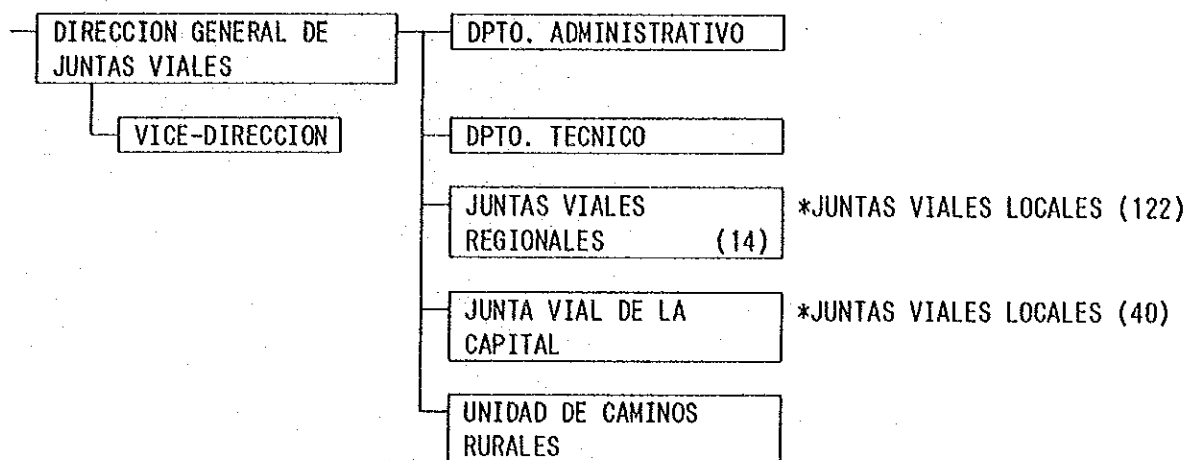 DIRECCION GENERAL DE
JUNTAS VIALES
VICE-DIRECCION
DPTO. ADMINISTRATIVO
DPTO. TECNICO
JUNTAS VIALES
REGIONALES (14)
*JUNTAS VIALES LOCALES (122)
JUNTA VIAL DE LA
CAPITAL
*JUNTAS VIALES LOCALES (40)
UNIDAD DE CAMINOS
RURALES